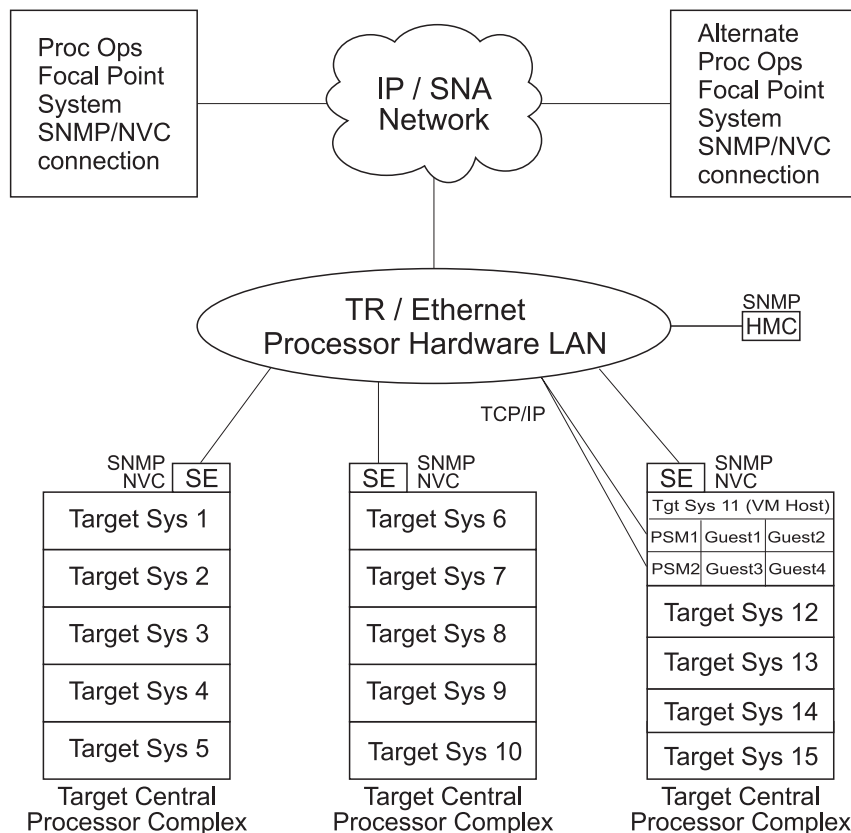 Proc Ops
Focal Point
System
SNMP/NVC
connection
IP / SNA
Network
Alternate
Proc Ops
Focal Point
System
SNMP/NVC
connection
TR / Ethernet
Processor Hardware LAN
SNMP
HMC
TCP/IP
SNMP
NVC
SE
Target Sys 1
Target Sys 2
Target Sys 3
Target Sys 4
Target Sys 5
Target Central
Processor Complex
SE
SNMP
NVC
Target Sys 6
Target Sys 7
Target Sys 8
Target Sys 9
Target Sys 10
Target Central
Processor Complex
SE
SNMP
NVC
Tgt Sys 11 (VM Host)
PSM1 Guest1 Guest2
PSM2 Guest3 Guest4
Target Sys 12
Target Sys 13
Target Sys 14
Target Sys 15
Target Central
Processor Complex